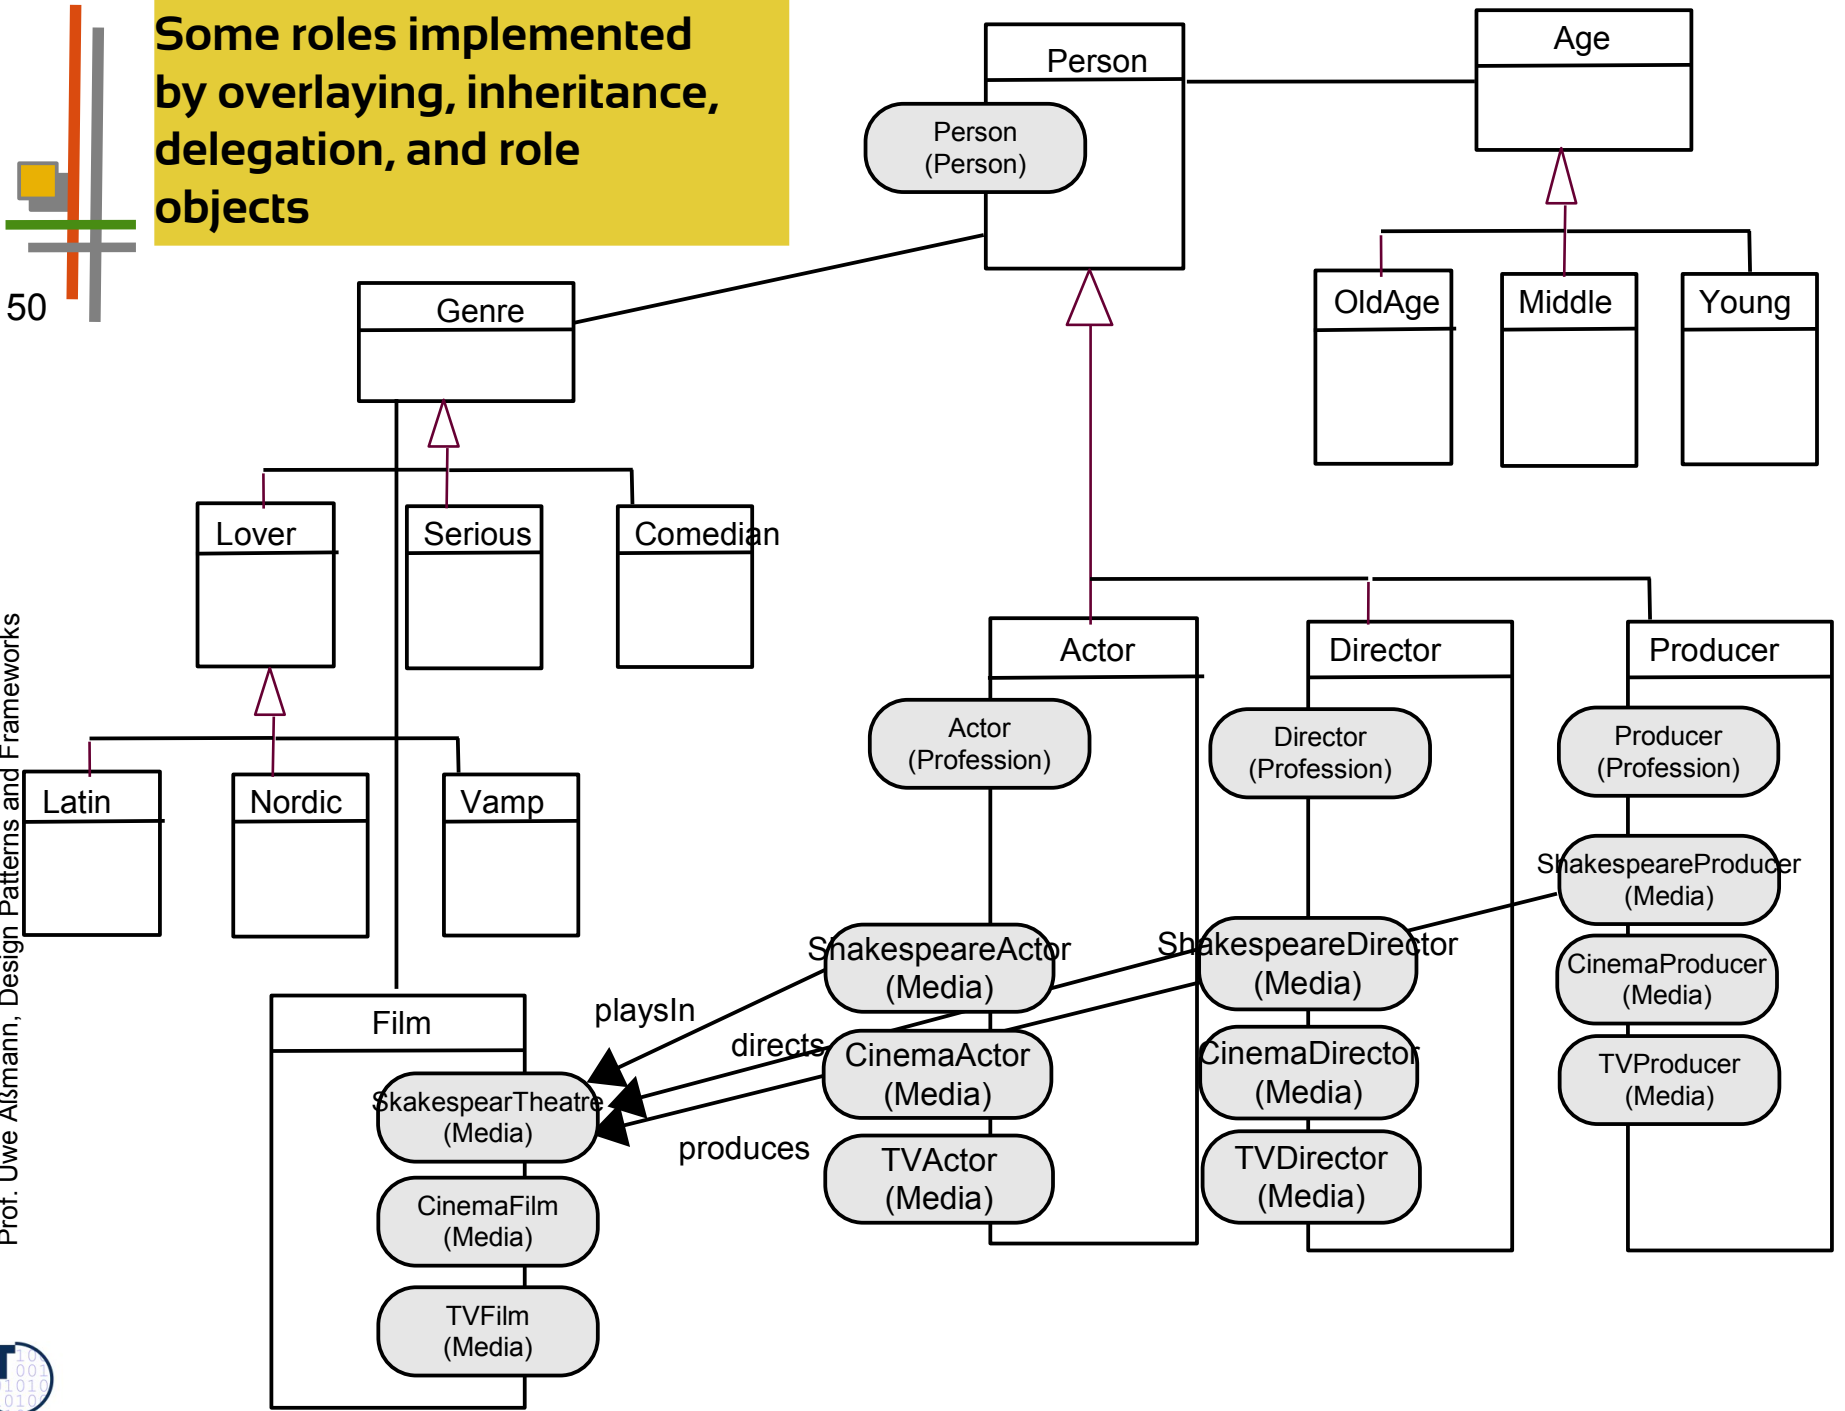 Some roles implemented
by overlaying, inheritance,
delegation, and role
objects
50
Prof. Uwe Aßmann, Design Patterns and Frameworks
Person
Person
(Person)
Age
OldAge
Middle
Young
Genre
Lover
Serious
Comedian
Latin
Nordic
Vamp
Actor
Actor
(Profession)
ShakespeareActor
(Media)
CinemaActor
(Media)
TVActor
(Media)
Director
Director
(Profession)
ShakespeareDirector
(Media)
CinemaDirector
(Media)
TVDirector
(Media)
Producer
Producer
(Profession)
ShakespeareProducer
(Media)
CinemaProducer
(Media)
TVProducer
(Media)
Film
SkakespearTheatre
(Media)
CinemaFilm
(Media)
TVFilm
(Media)
playsIn
directs
produces